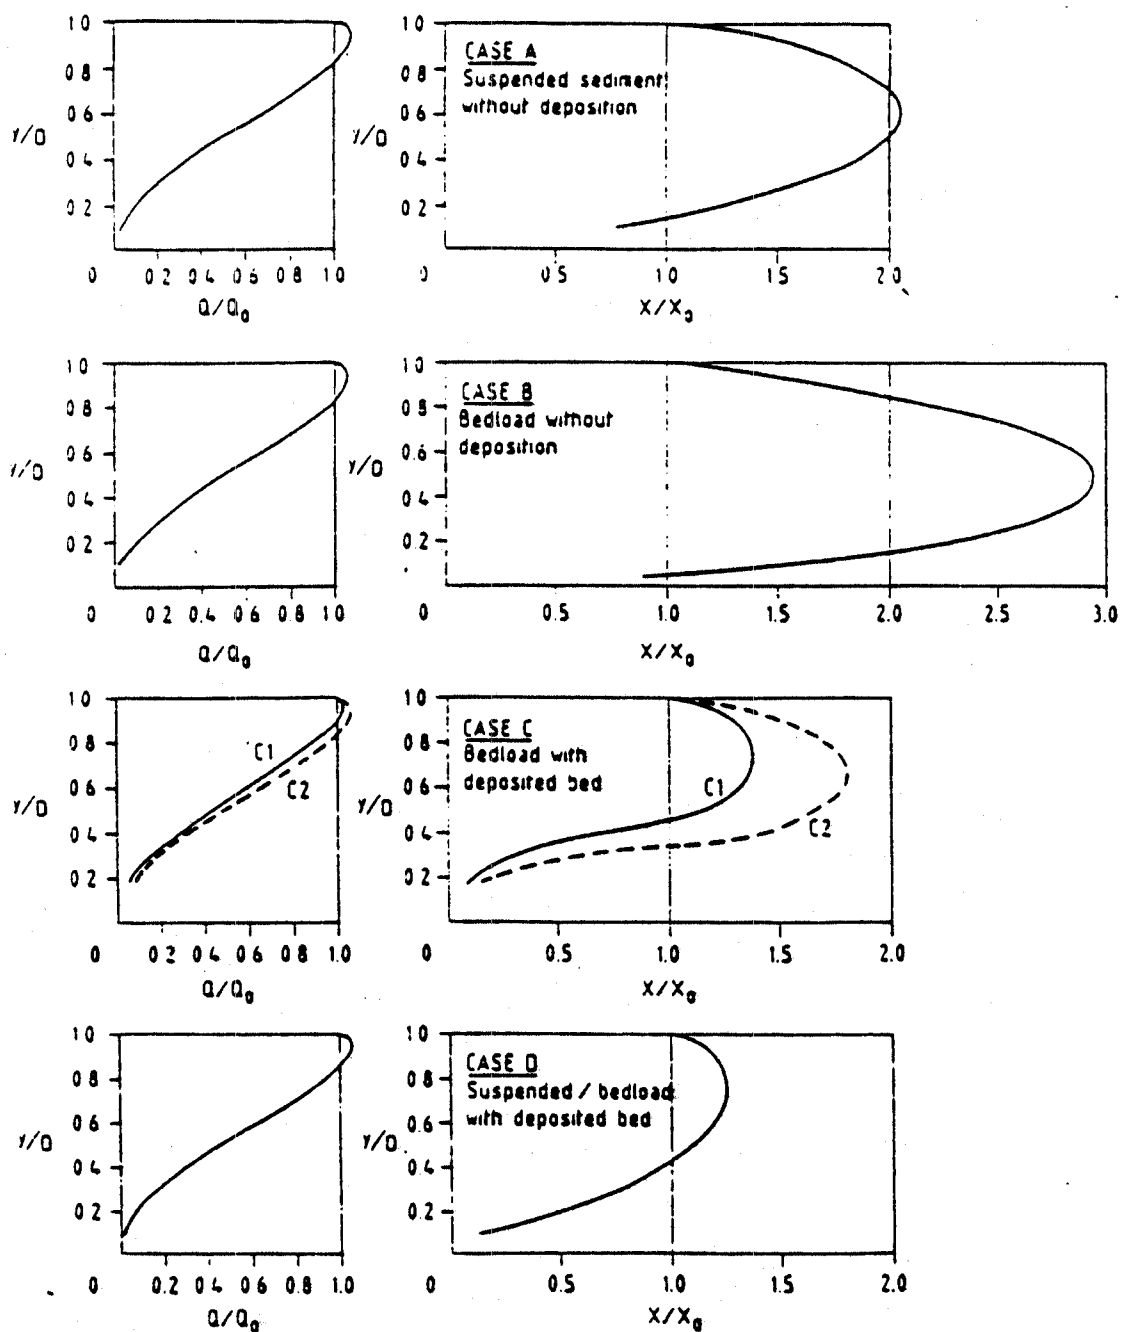 1.0
0.8
0.6
0.4
0.2
Y/D
0
0.2 0.4 0.6 0.8 1.0
Q/Q₀
1.0
0.8
0.6
0.4
0.2
Y/D
CASE A
Suspended sediment
without deposition
0 0.5 1.0 1.5 2.0
X/X₀
1.0
0.8
0.6
0.4
0.2
Y/D
0
0.2 0.4 0.6 0.8 1.0
Q/Q₀
1.0
0.8
0.6
0.4
0.2
Y/D
CASE B
Bedload without
deposition
0 0.5 1.0 1.5 2.0 2.5 3.0
X/X₀
1.0
0.8
0.6
0.4
0.2
Y/D
C1
C2
0
0.2 0.4 0.6 0.8 1.0
Q/Q₀
1.0
0.8
0.6
0.4
0.2
Y/D
CASE C
Bedload with
deposited bed
C1
C2
0 0.5 1.0 1.5 2.0
X/X₀
1.0
0.8
0.6
0.4
0.2
Y/D
0
0.2 0.4 0.6 0.8 1.0
Q/Q₀
1.0
0.8
0.6
0.4
0.2
Y/D
CASE D
Suspended / bedload
with deposited bed
0 0.5 1.0 1.5 2.0
X/X₀